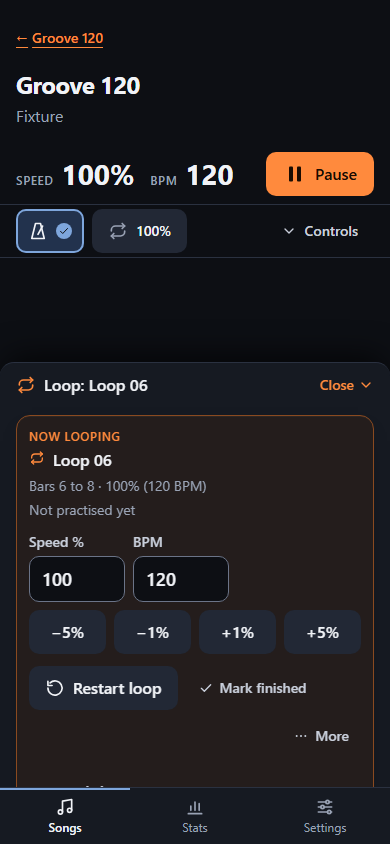 ← Groove 120
Groove 120
Fixture
SPEED 100% BPM 120 Pause
100% Controls
Loop: Loop 06 Close
NOW LOOPING
Loop 06
Bars 6 to 8 · 100% (120 BPM)
Not practised yet
Speed % BPM
100 120
−5% −1% +1% +5%
Restart loop Mark finished
··· More
Songs Stats Settings